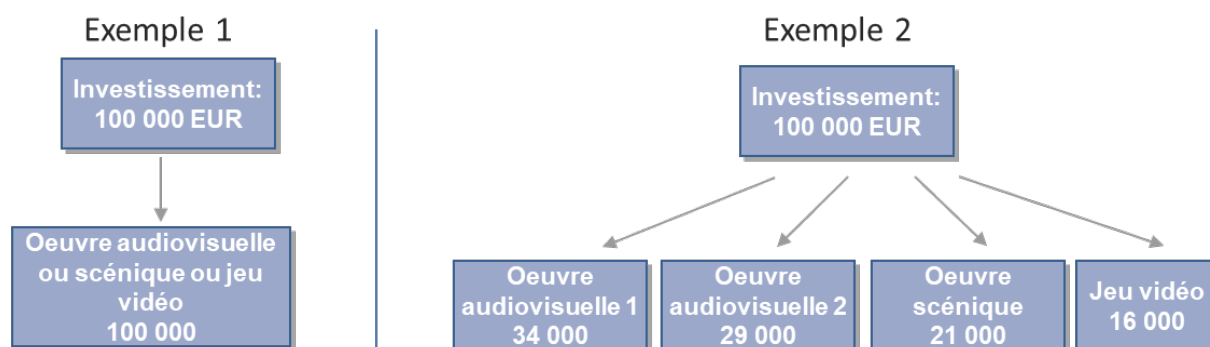 Exemple 1
Investissement:
100 000 EUR
Oeuvre audiovisuelle
ou scénique ou jeu
vidéo
100 000
Exemple 2
Investissement:
100 000 EUR
Oeuvre
audiovisuelle 1
34 000
Oeuvre
audiovisuelle 2
29 000
Oeuvre
scénique
21 000
Jeu vidéo
16 000